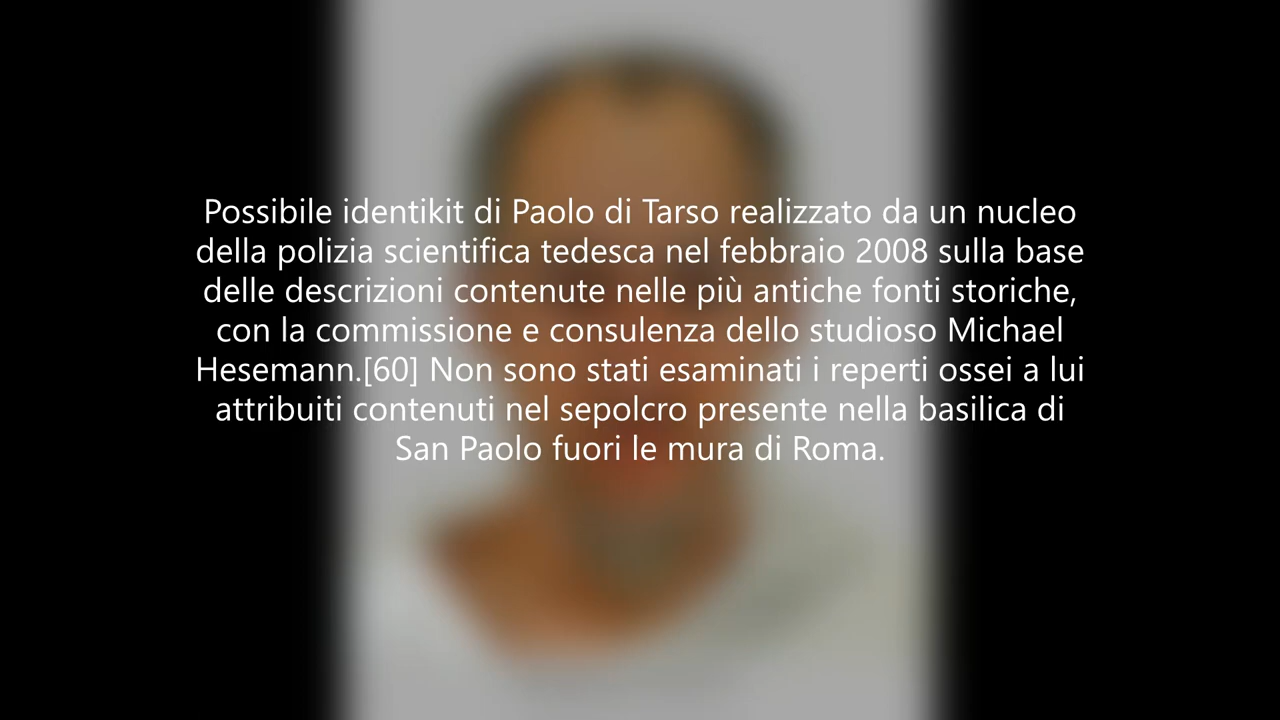 Possibile identikit di Paolo di Tarso realizzato da un nucleo
della polizia scientifica tedesca nel febbraio 2008 sulla base
delle descrizioni contenute nelle più antiche fonti storiche,
con la commissione e consulenza dello studioso Michael
Hesemann.[60] Non sono stati esaminati i reperti ossei a lui
attribuiti contenuti nel sepolcro presente nella basilica di
San Paolo fuori le mura di Roma.